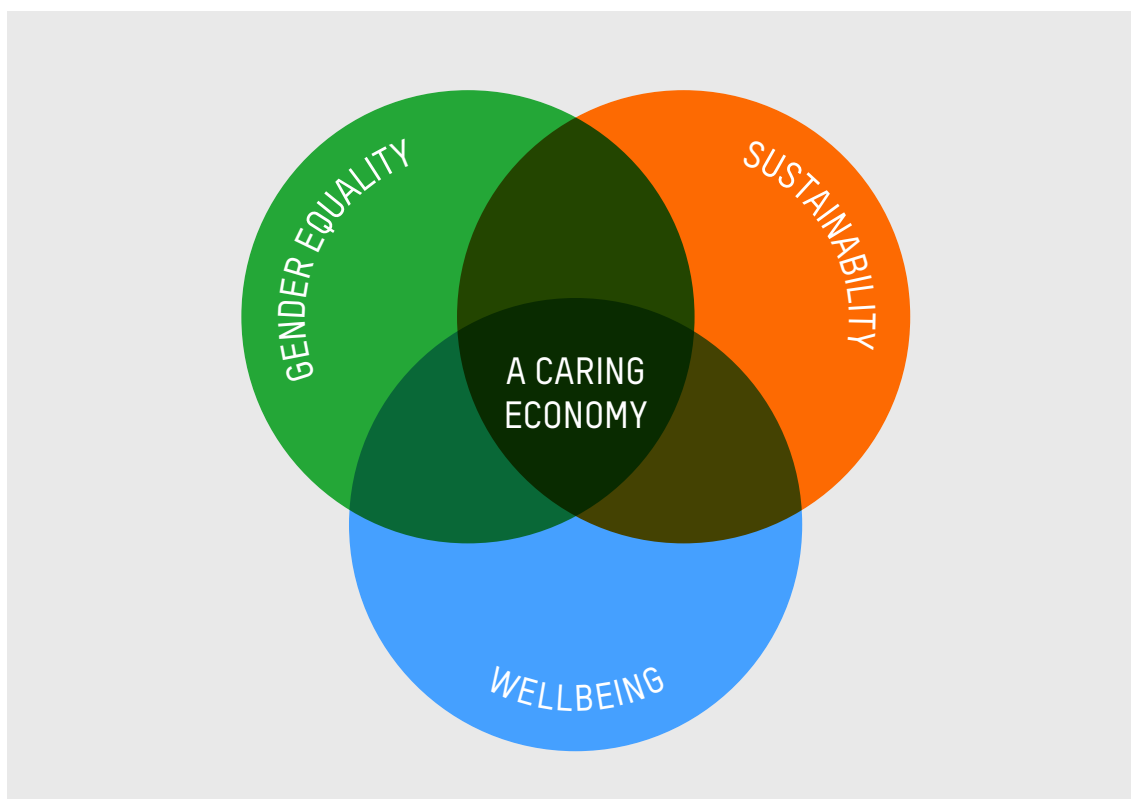 GENDER EQUALITY
SUSTAINABILITY
A CARING
ECONOMY
WELLBEING